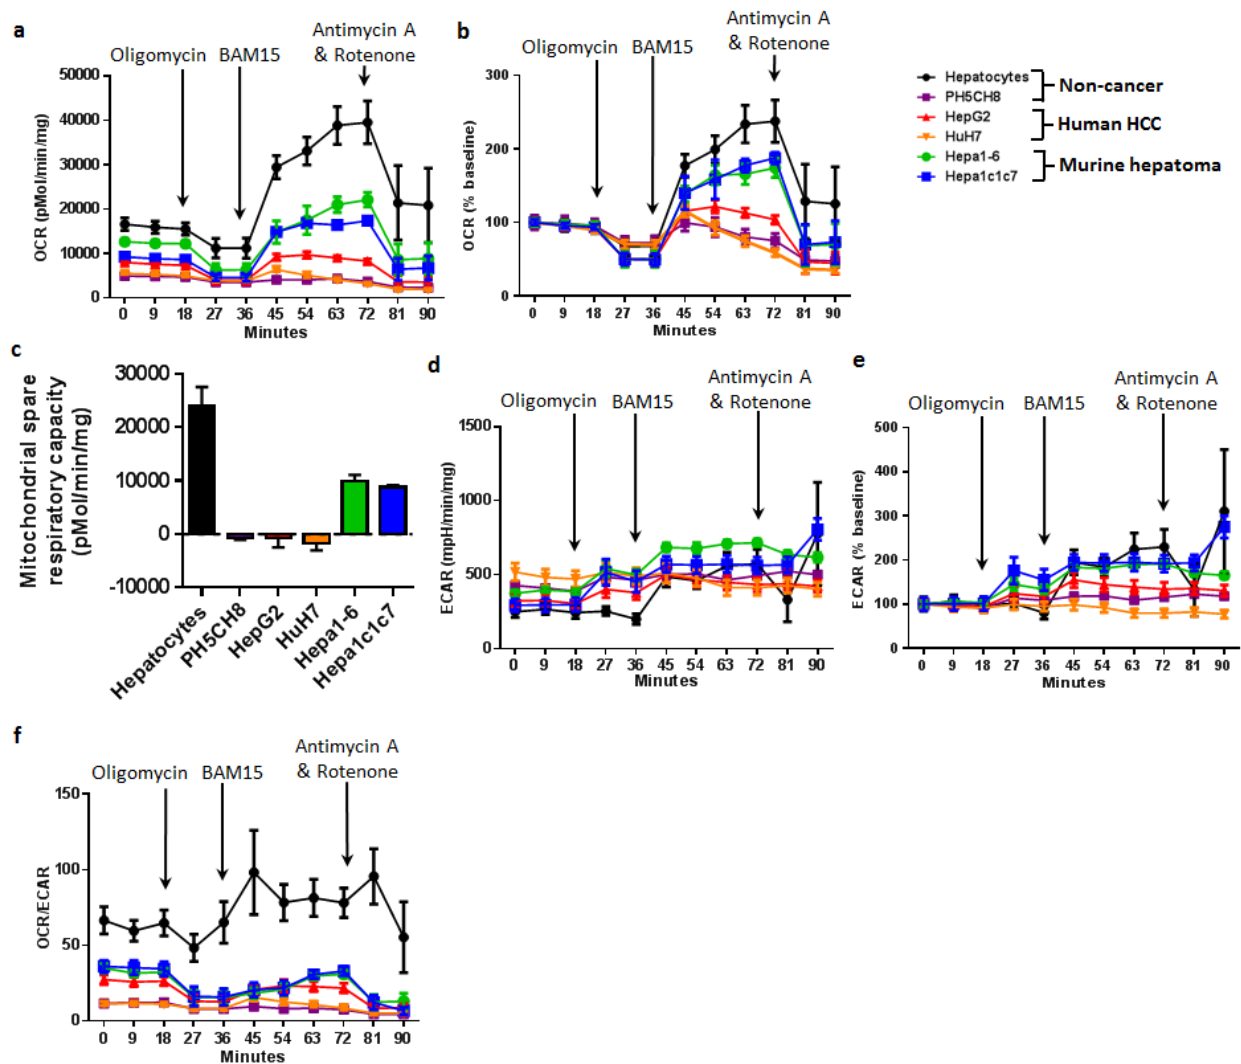 a
Oligomycin
BAM15
Antimycin A
& Rotenone
OCR (pMol/min/mg)
50000
40000
30000
20000
10000
0
0 9 18 27 36 45 54 63 72 81 90
Minutes
b
Oligomycin
BAM15
Antimycin A
& Rotenone
OCR (% baseline)
300
200
100
0
0 9 18 27 36 45 54 63 72 81 90
Minutes
Hepatocytes
PH5CH8
Non-cancer
HepG2
HuH7
Human HCC
Hepa1-6
Hepa1c1c7
Murine hepatoma
c
Mitochondrial spare
respiratory capacity
(pMol/min/mg)
30000
20000
10000
0
-10000
Hepatocytes
PH5CH8
HepG2
HuH7
Hepa1-6
Hepa1c1c7
d
Oligomycin
BAM15
Antimycin A
& Rotenone
ECAR (mpH/min/mg)
1500
1000
500
0
0 9 18 27 36 45 54 63 72 81 90
Minutes
e
Oligomycin
BAM15
Antimycin A
& Rotenone
ECAR (% baseline)
500
400
300
200
100
0
0 9 18 27 36 45 54 63 72 81 90
Minutes
f
Oligomycin
BAM15
Antimycin A
& Rotenone
OCR/ECAR
150
100
50
0
0 9 18 27 36 45 54 63 72 81 90
Minutes